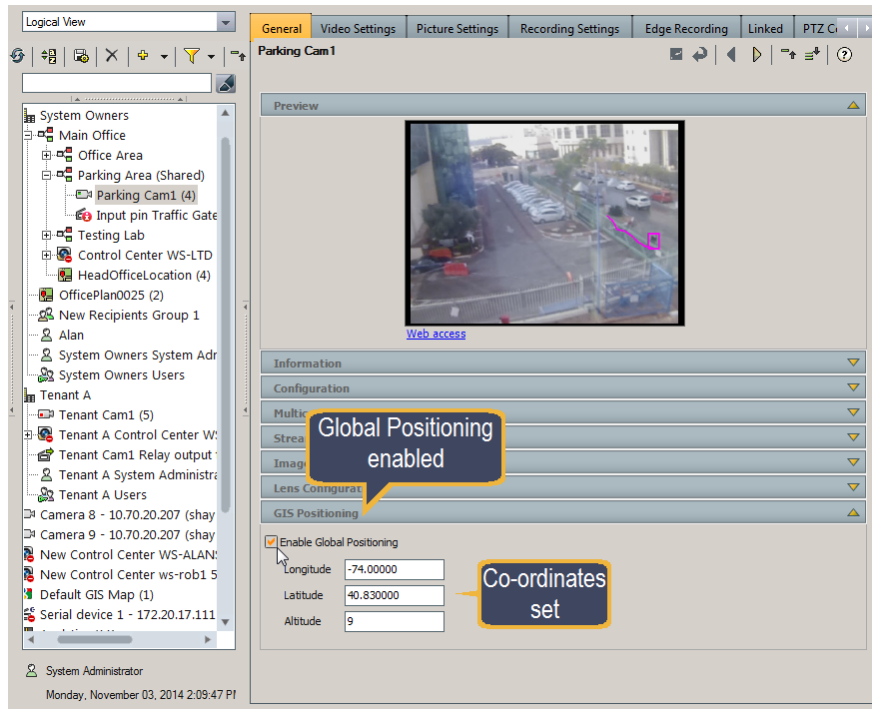 Logical View
System Owners
Main Office
Office Area
Parking Area (Shared)
Parking Cam1 (4)
Input pin Traffic Gate
Testing Lab
Control Center WS-LTD
HeadOfficeLocation (4)
OfficePlan0025 (2)
New Recipients Group 1
Alan
System Owners System Adr
System Owners Users
Tenant A
Tenant Cam1 (5)
Tenant A Control Center W
Tenant Cam1 Relay output
Tenant A System Administra
Tenant A Users
Camera 8 - 10.70.20.207 (shay
Camera 9 - 10.70.20.207 (shay
New Control Center WS-ALAN
New Control Center ws-rob1 5
Default GIS Map (1)
Serial device 1 - 172.20.17.111
System Administrator
Monday, November 03, 2014 2:09:47 PM
General Video Settings Picture Settings Recording Settings Edge Recording Linked PTZ Co
Parking Cam1
Preview
Web access
Information
Configuration
Multic
Strea
Imag
Lens Configurat
GIS Positioning
Global Positioning
enabled
Enable Global Positioning
Longitude -74.00000
Latitude 40.830000
Altitude 9
Co-ordinates
set